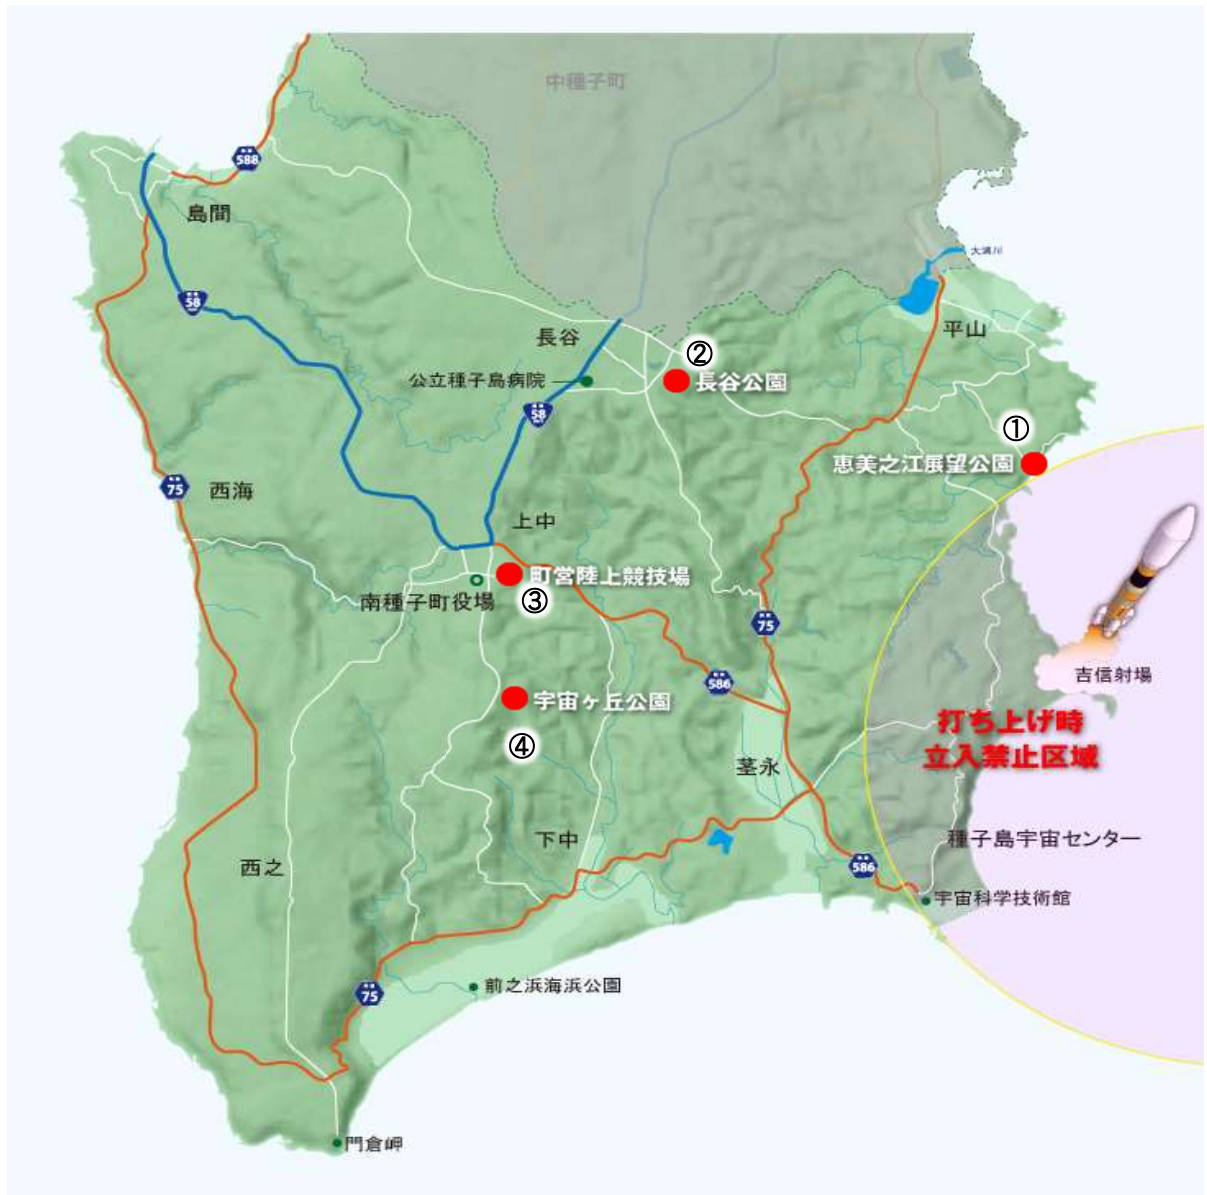 中種子町
588
島間
大浦川
58
平山
長谷
②
公立種子島病院
長谷公園
58
①
恵美之江展望公園
75
西海
上中
町営陸上競技場
南種子町役場
③
75
吉信射場
586
宇宙ヶ丘公園
打ち上げ時
立入禁止区域
④
茎永
下中
種子島宇宙センター
西之
586
宇宙科学技術館
前之浜海浜公園
75
門倉岬